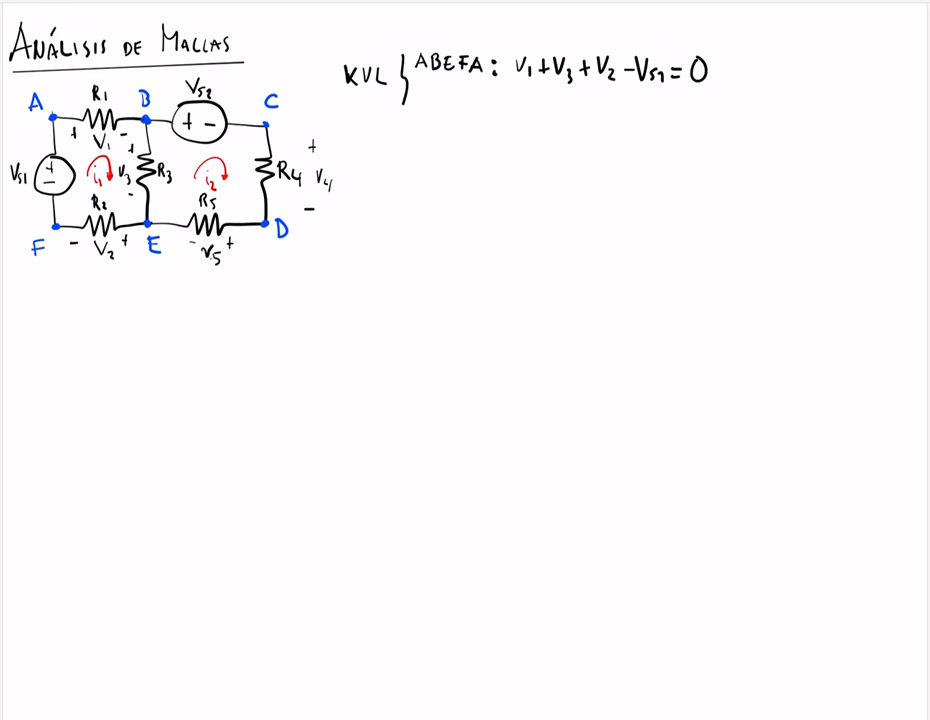 ANÁLISIS DE MALLAS
KVL } ABEFA: V1 + V3 + V2 - VS1 = 0
A R1 B VS2 C
+ - + -
+ V1 - + +
VS1 + - i1 V3 R3 i2 R4 V4
R2 - R5 -
F - V2 + E - V5 + D